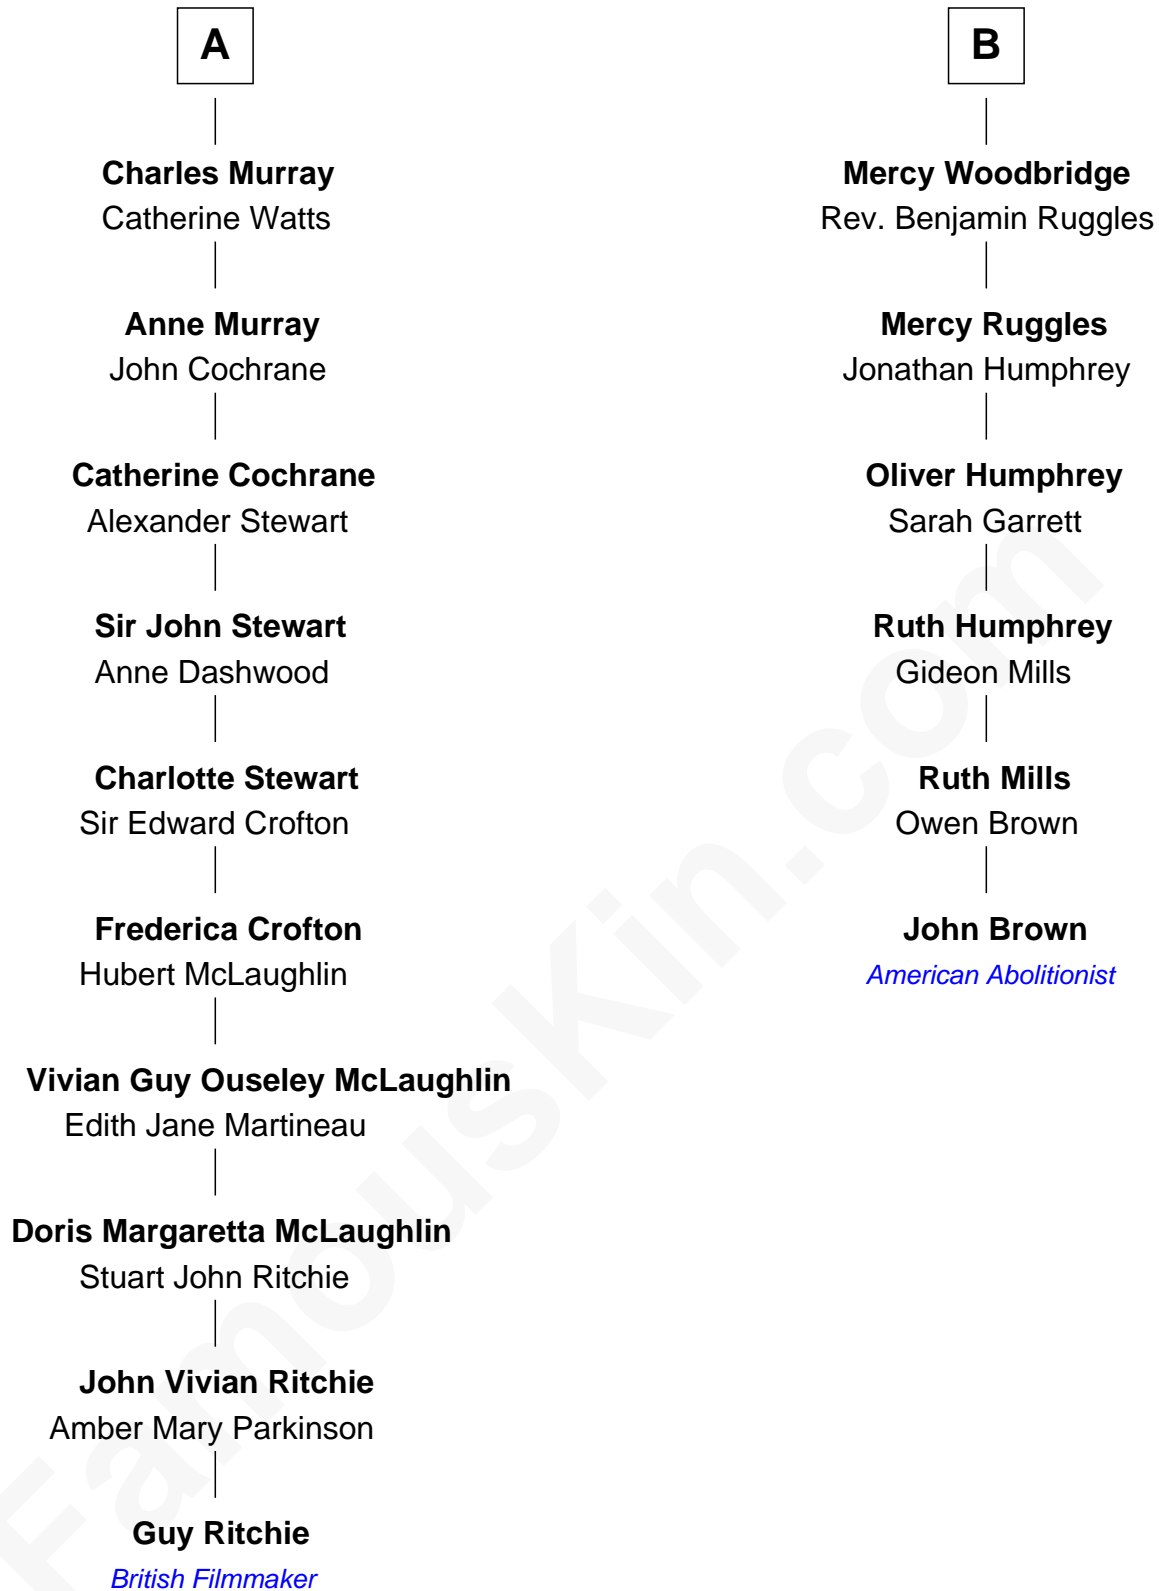 A
Charles Murray
Catherine Watts
Anne Murray
John Cochrane
Catherine Cochrane
Alexander Stewart
Sir John Stewart
Anne Dashwood
Charlotte Stewart
Sir Edward Crofton
Frederica Crofton
Hubert McLaughlin
Vivian Guy Ouseley McLaughlin
Edith Jane Martineau
Doris Margaretta McLaughlin
Stuart John Ritchie
John Vivian Ritchie
Amber Mary Parkinson
Guy Ritchie
British Filmmaker
B
Mercy Woodbridge
Rev. Benjamin Ruggles
Mercy Ruggles
Jonathan Humphrey
Oliver Humphrey
Sarah Garrett
Ruth Humphrey
Gideon Mills
Ruth Mills
Owen Brown
John Brown
American Abolitionist
FamousKin.com